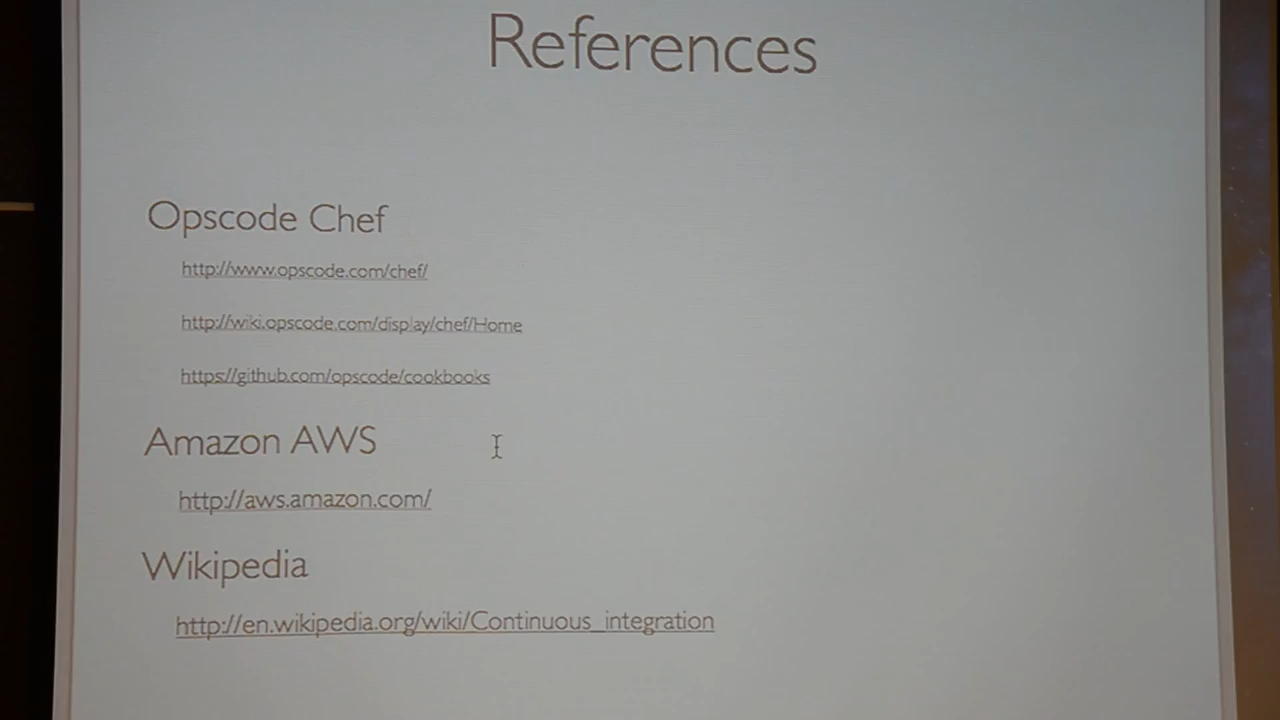 References
Opscode Chef
http://www.opscode.com/chef/
http://wiki.opscode.com/display/chef/Home
https://github.com/opscode/cookbooks
Amazon AWS
http://aws.amazon.com/
Wikipedia
http://en.wikipedia.org/wiki/Continuous_integration